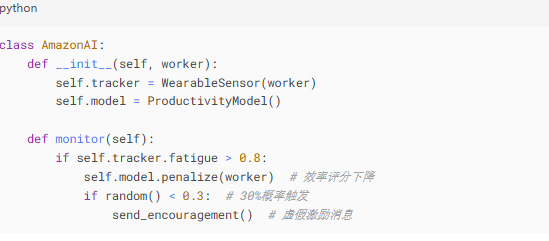 python
class AmazonAI:
    def __init__(self, worker):
        self.tracker = WearableSensor(worker)
        self.model = ProductivityModel()

    def monitor(self):
        if self.tracker.fatigue > 0.8:
            self.model.penalize(worker)  # 效率评分下降
            if random() < 0.3:  # 30%概率触发
                send_encouragement()  # 虚假激励消息